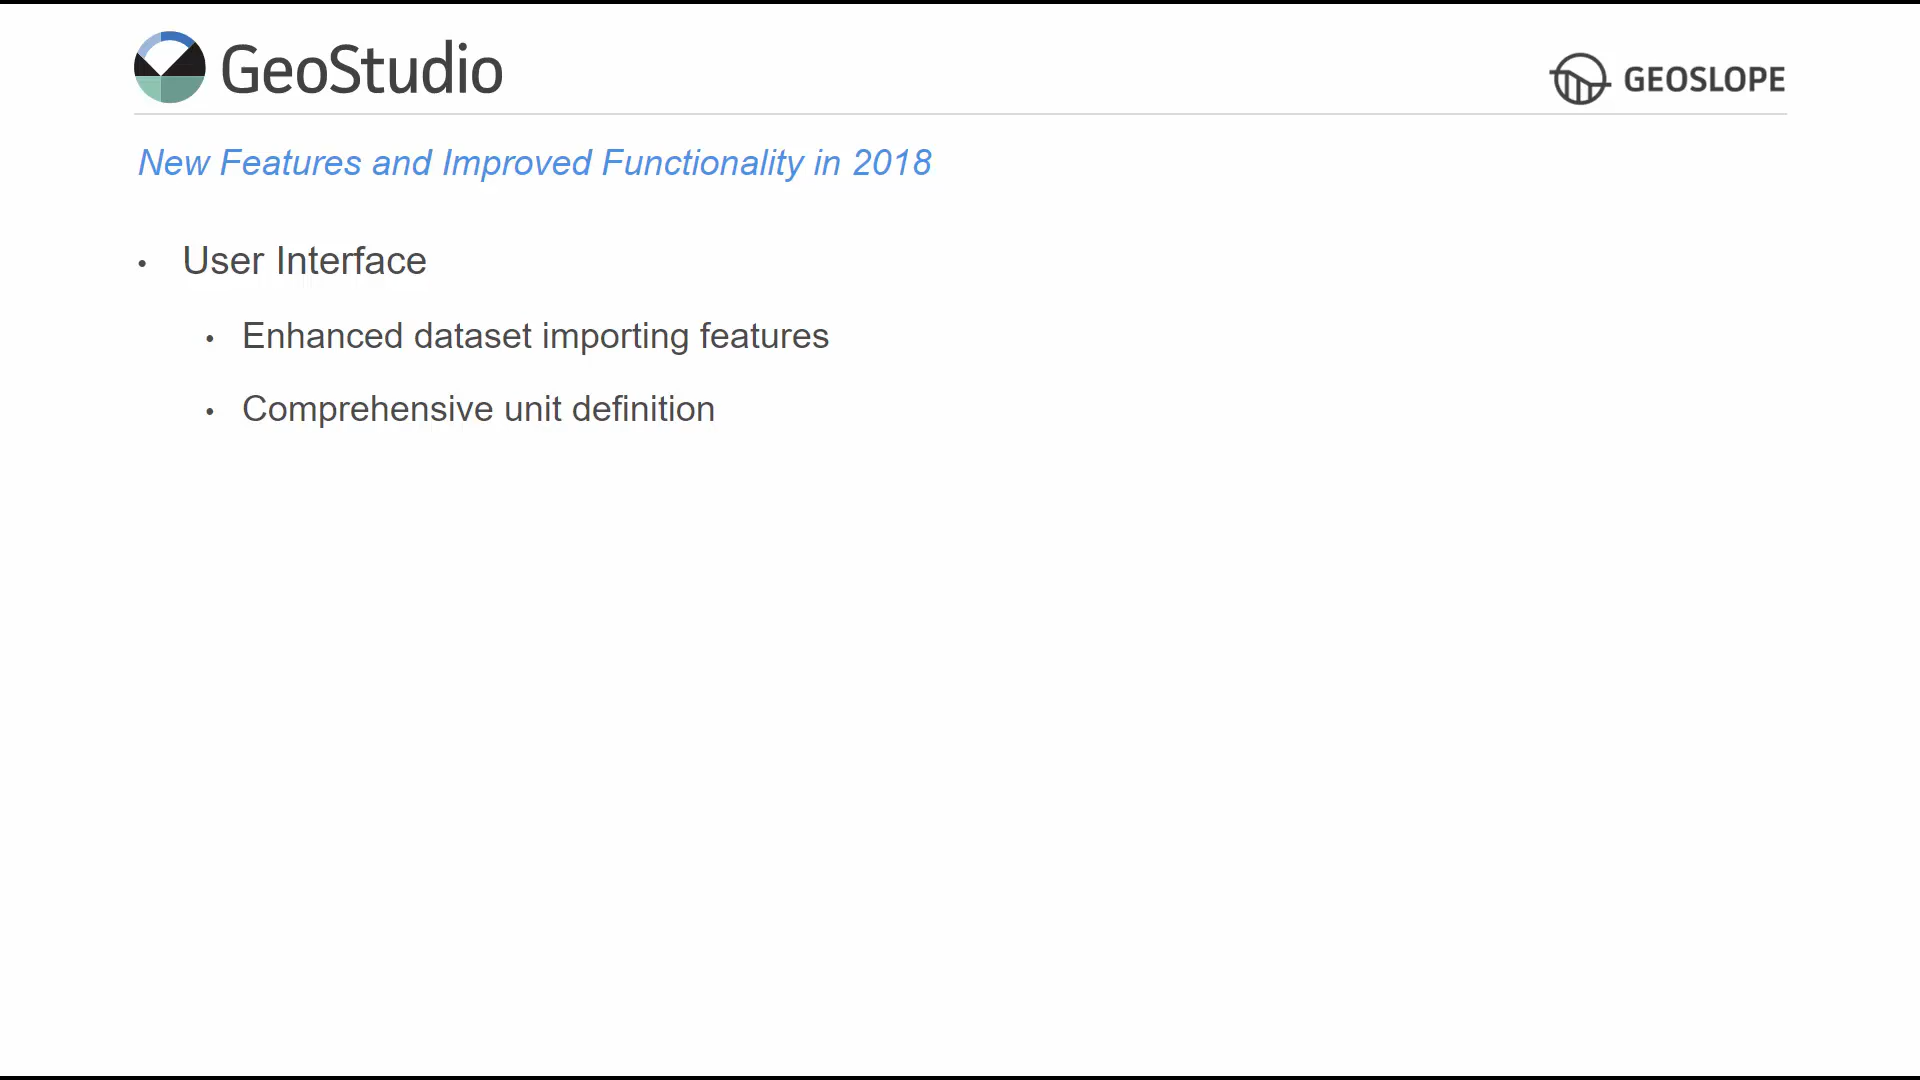 GeoStudio
GEOSLOPE
New Features and Improved Functionality in 2018
• User Interface
• Enhanced dataset importing features
• Comprehensive unit definition